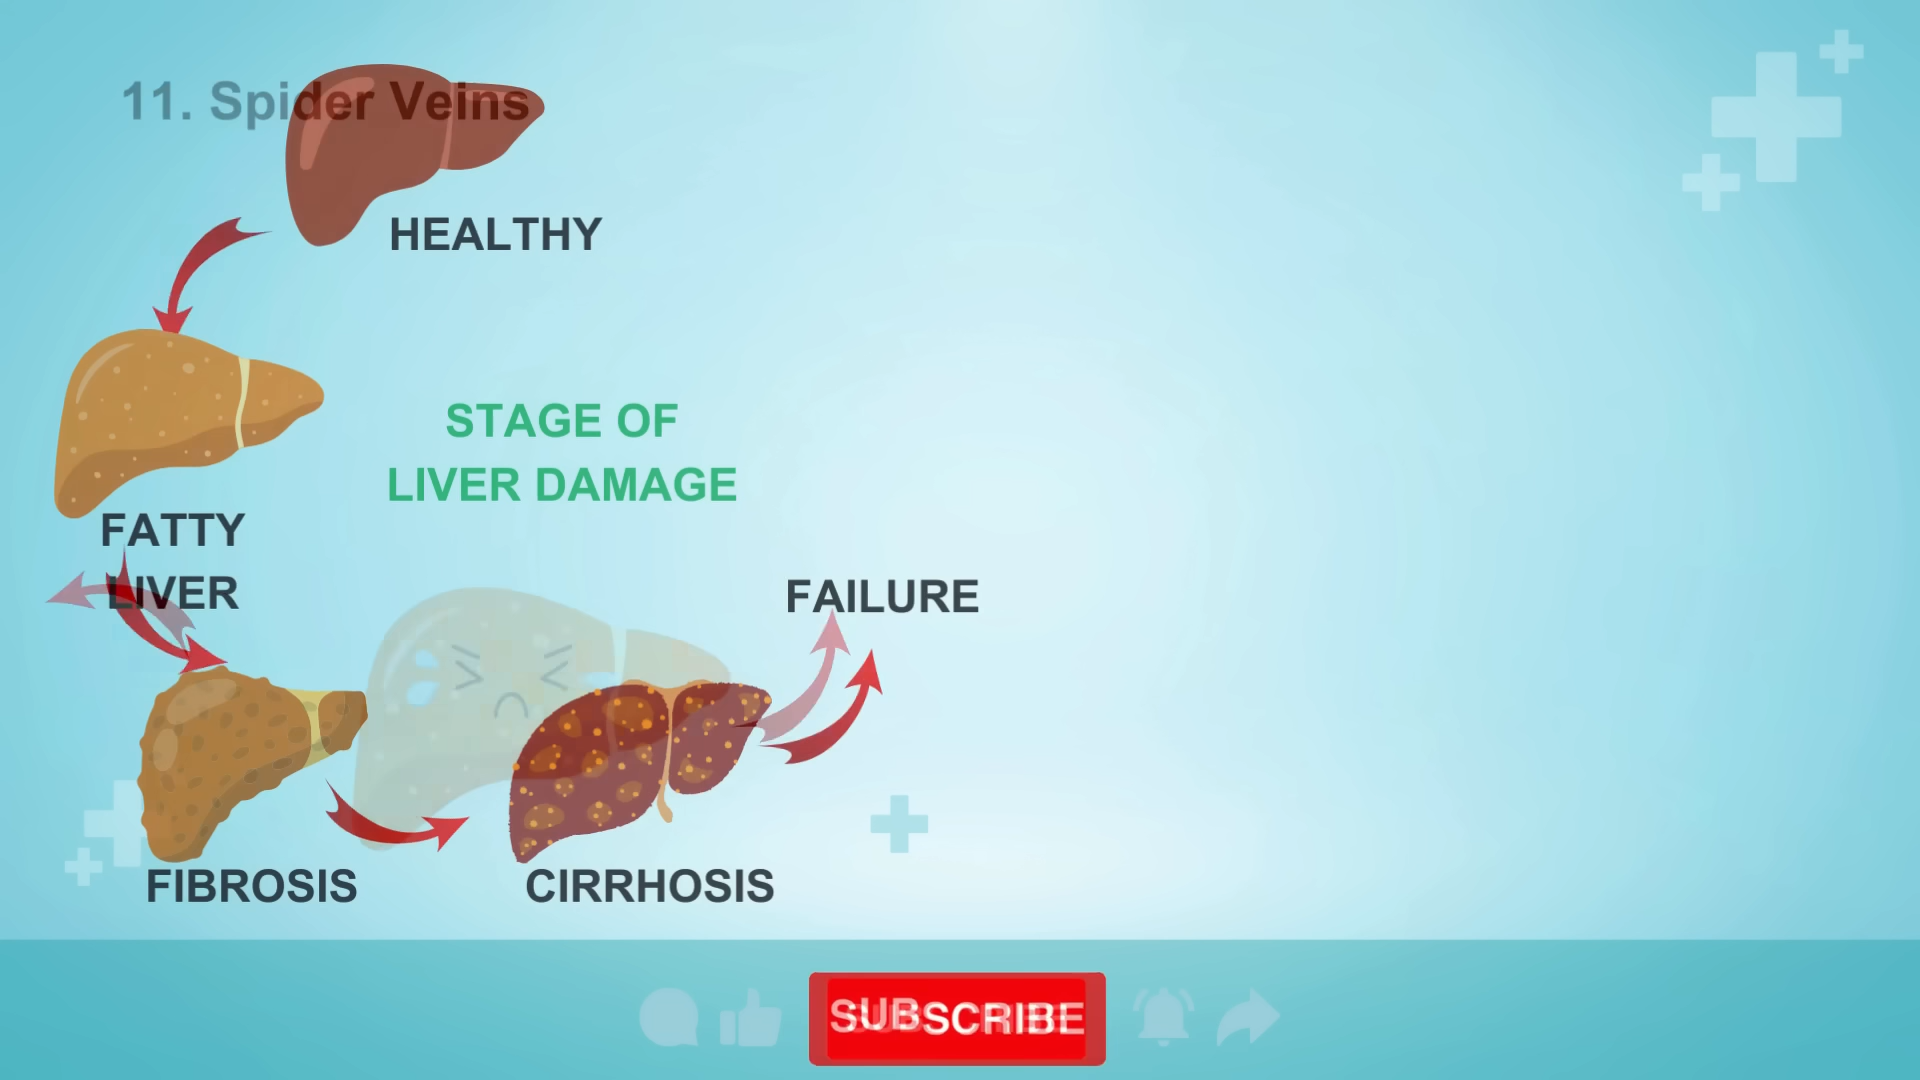 11. Spider Veins
HEALTHY
STAGE OF
LIVER DAMAGE
FATTY
LIVER
FAILURE
FIBROSIS
CIRRHOSIS
SUBSCRIBE